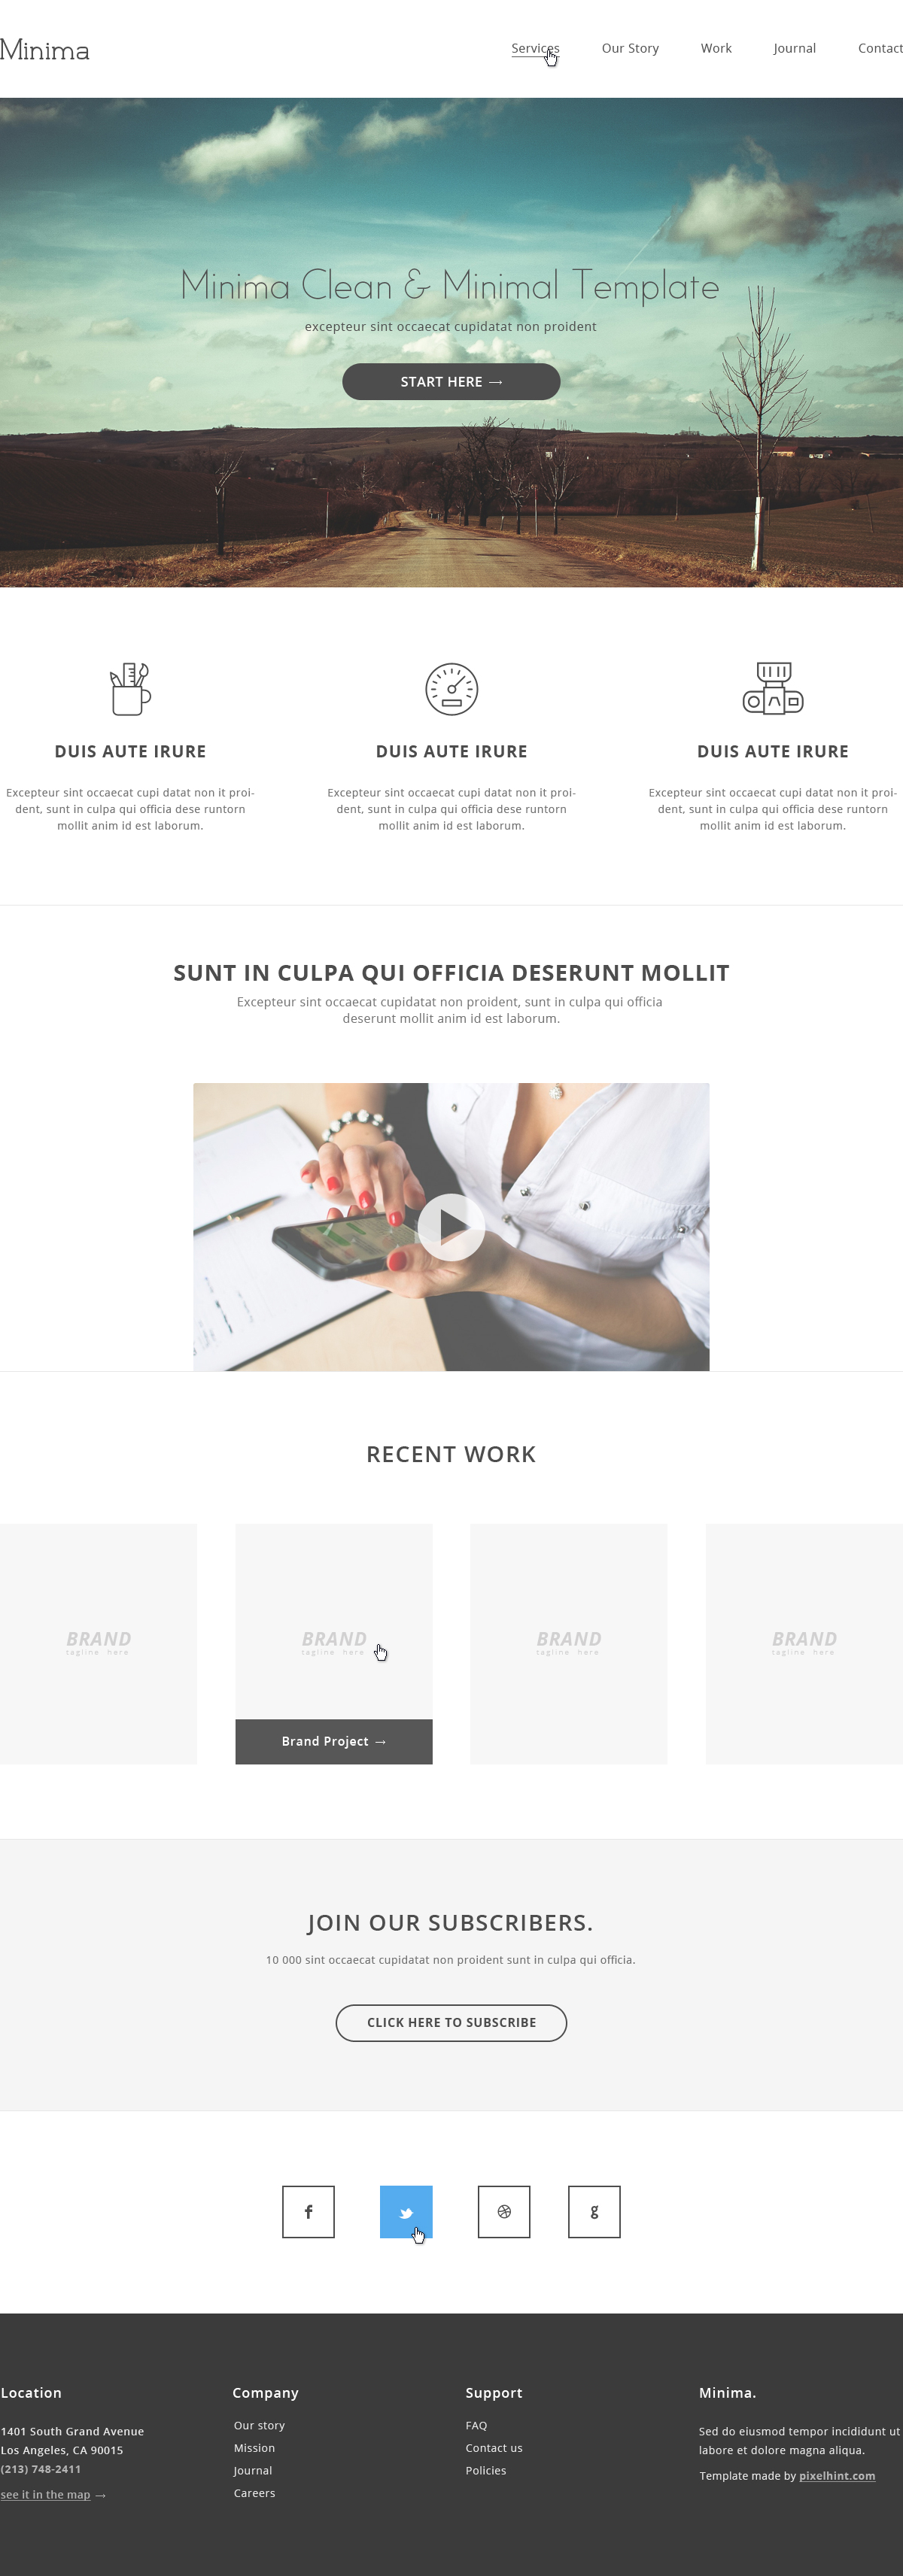 Minima
Services Our Story Work Journal Contact
Minima Clean & Minimal Template
excepteur sint occaecat cupidatat non proident
START HERE →
DUIS AUTE IRURE
Excepteur sint occaecat cupi datat non it proi-
dent, sunt in culpa qui officia dese runtorn
mollit anim id est laborum.
DUIS AUTE IRURE
Excepteur sint occaecat cupi datat non it proi-
dent, sunt in culpa qui officia dese runtorn
mollit anim id est laborum.
DUIS AUTE IRURE
Excepteur sint occaecat cupi datat non it proi-
dent, sunt in culpa qui officia dese runtorn
mollit anim id est laborum.
SUNT IN CULPA QUI OFFICIA DESERUNT MOLLIT
Excepteur sint occaecat cupidatat non proident, sunt in culpa qui officia
deserunt mollit anim id est laborum.
RECENT WORK
BRAND
tagline here
BRAND
tagline here
Brand Project →
BRAND
tagline here
BRAND
tagline here
JOIN OUR SUBSCRIBERS.
10 000 sint occaecat cupidatat non proident sunt in culpa qui officia.
CLICK HERE TO SUBSCRIBE
f
g
Location
1401 South Grand Avenue
Los Angeles, CA 90015
(213) 748-2411
see it in the map →
Company
Our story
Mission
Journal
Careers
Support
FAQ
Contact us
Policies
Minima.
Sed do eiusmod tempor incididunt ut
labore et dolore magna aliqua.
Template made by pixelhint.com